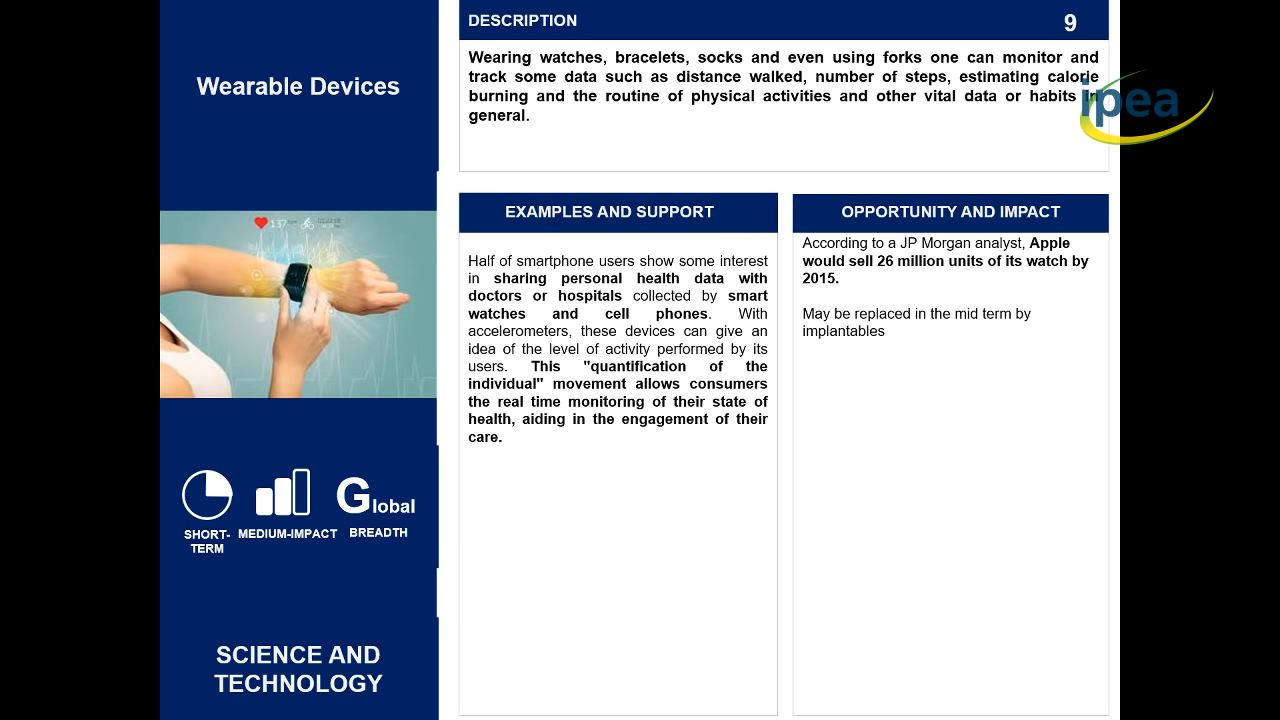 DESCRIPTION
9
Wearing watches, bracelets, socks and even using forks one can monitor and
track some data such as distance walked, number of steps, estimating calorie
burning and the routine of physical activities and other vital data or habits in
general.
ipea
Wearable Devices
137
EXAMPLES AND SUPPORT
Half of smartphone users show some interest
in sharing personal health data with
doctors or hospitals collected by smart
watches and cell phones. With
accelerometers, these devices can give an
idea of the level of activity performed by its
users. This "quantification of the
individual" movement allows consumers
the real time monitoring of their state of
health, aiding in the engagement of their
care.
OPPORTUNITY AND IMPACT
According to a JP Morgan analyst, Apple
would sell 26 million units of its watch by
2015.
May be replaced in the mid term by
implantables
SHORT-
TERM
MEDIUM-IMPACT
Global
BREADTH
SCIENCE AND
TECHNOLOGY